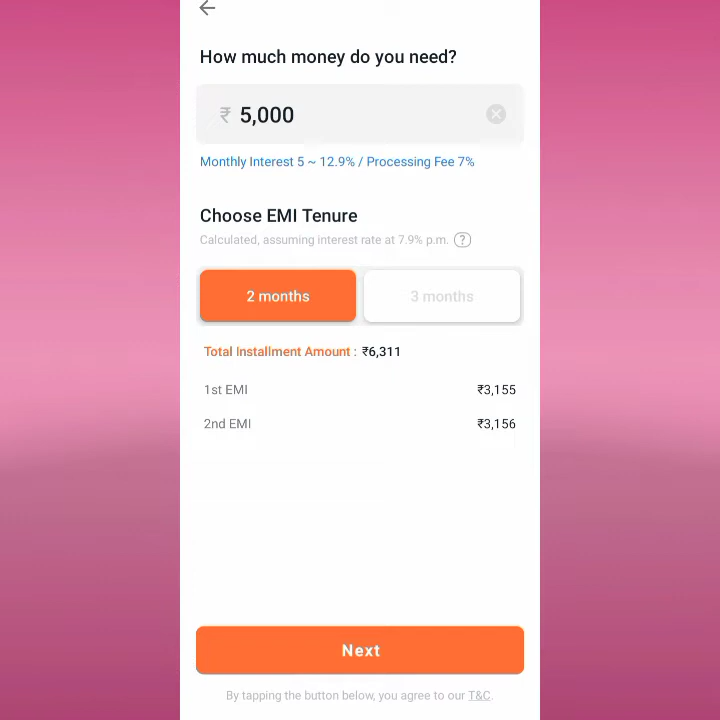 How much money do you need?
₹ 5,000
Monthly Interest 5 ~ 12.9% / Processing Fee 7%
Choose EMI Tenure
Calculated, assuming interest rate at 7.9% p.m. ?
2 months 3 months
Total Installment Amount : ₹6,311
1st EMI ₹3,155
2nd EMI ₹3,156
Next
By tapping the button below, you agree to our T&C.